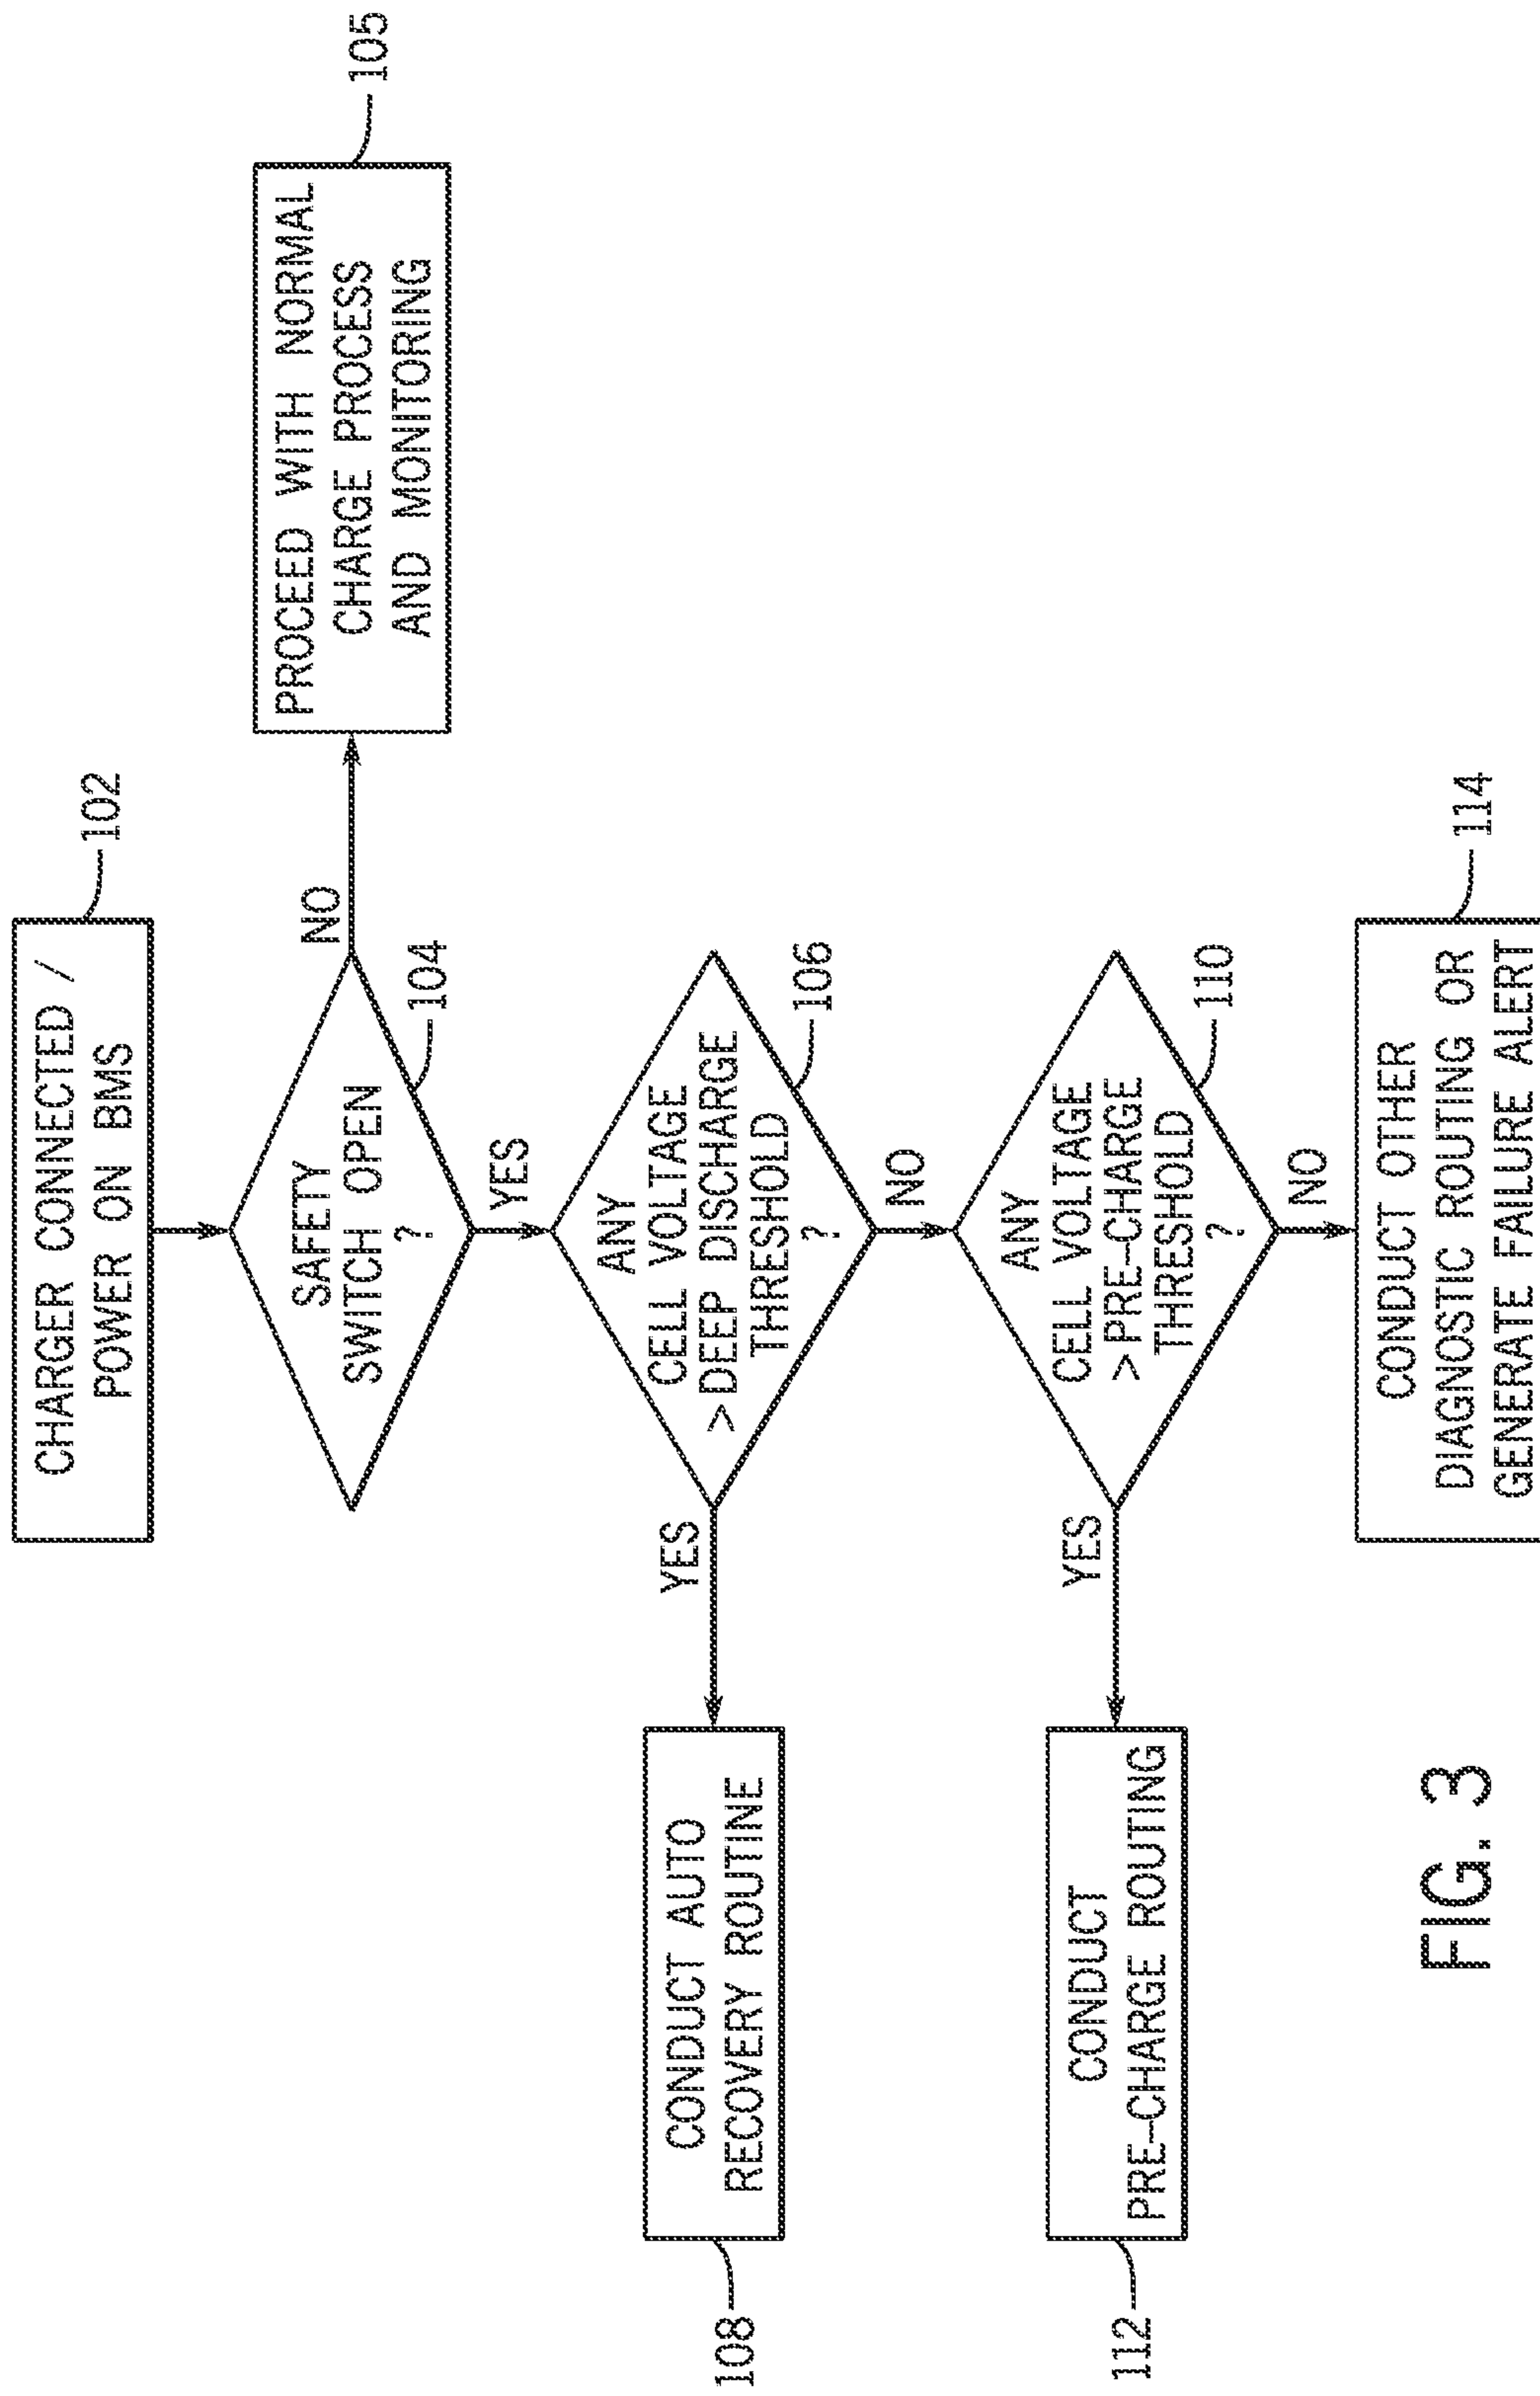 CHARGER CONNECTED /
POWER ON BMS
102
SAFETY
SWITCH OPEN
?
104
NO
PROCEED WITH NORMAL
CHARGE PROCESS
AND MONITORING
105
YES
ANY
CELL VOLTAGE
>DEEP DISCHARGE
THRESHOLD
?
106
YES
CONDUCT AUTO
RECOVERY ROUTINE
108
NO
ANY
CELL VOLTAGE
>PRE-CHARGE
THRESHOLD
?
110
YES
CONDUCT
PRE-CHARGE ROUTING
112
NO
CONDUCT OTHER
DIAGNOSTIC ROUTING OR
GENERATE FAILURE ALERT
114
FIG. 3